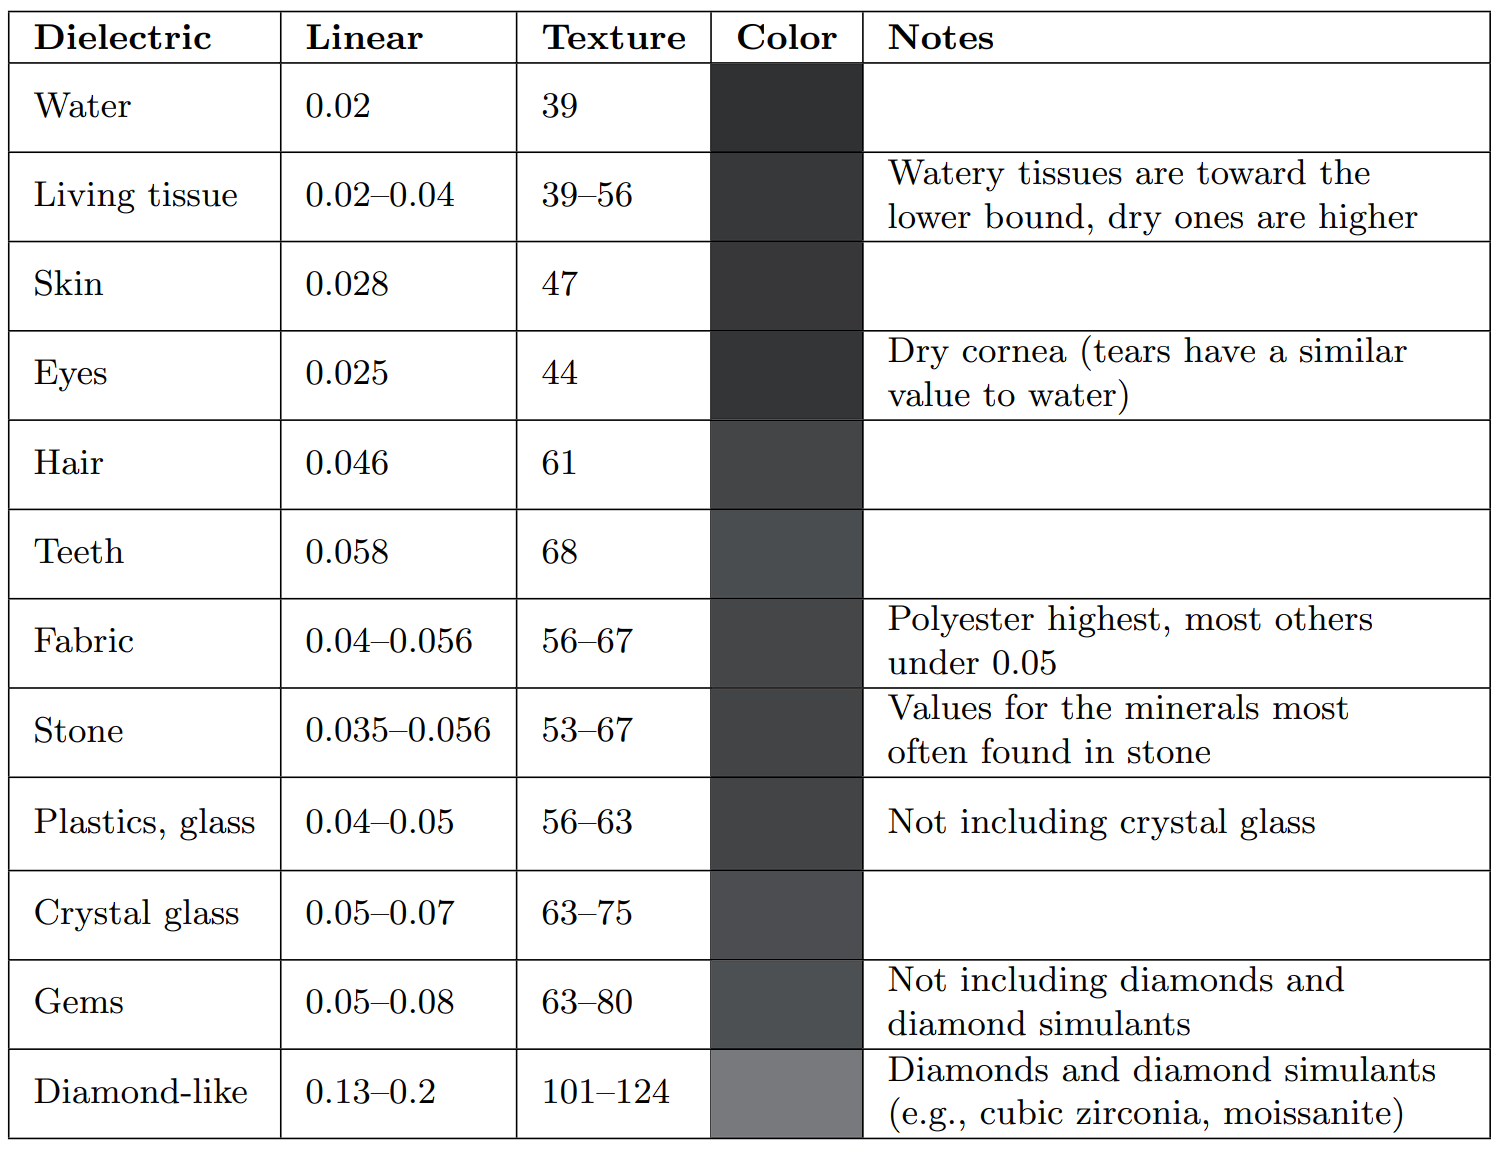 Dielectric Linear Texture Color Notes
Water 0.02 39
Living tissue 0.02–0.04 39–56 Watery tissues are toward the
lower bound, dry ones are higher
Skin 0.028 47
Eyes 0.025 44 Dry cornea (tears have a similar
value to water)
Hair 0.046 61
Teeth 0.058 68
Fabric 0.04–0.056 56–67 Polyester highest, most others
under 0.05
Stone 0.035–0.056 53–67 Values for the minerals most
often found in stone
Plastics, glass 0.04–0.05 56–63 Not including crystal glass
Crystal glass 0.05–0.07 63–75
Gems 0.05–0.08 63–80 Not including diamonds and
diamond simulants
Diamond-like 0.13–0.2 101–124 Diamonds and diamond simulants
(e.g., cubic zirconia, moissanite)